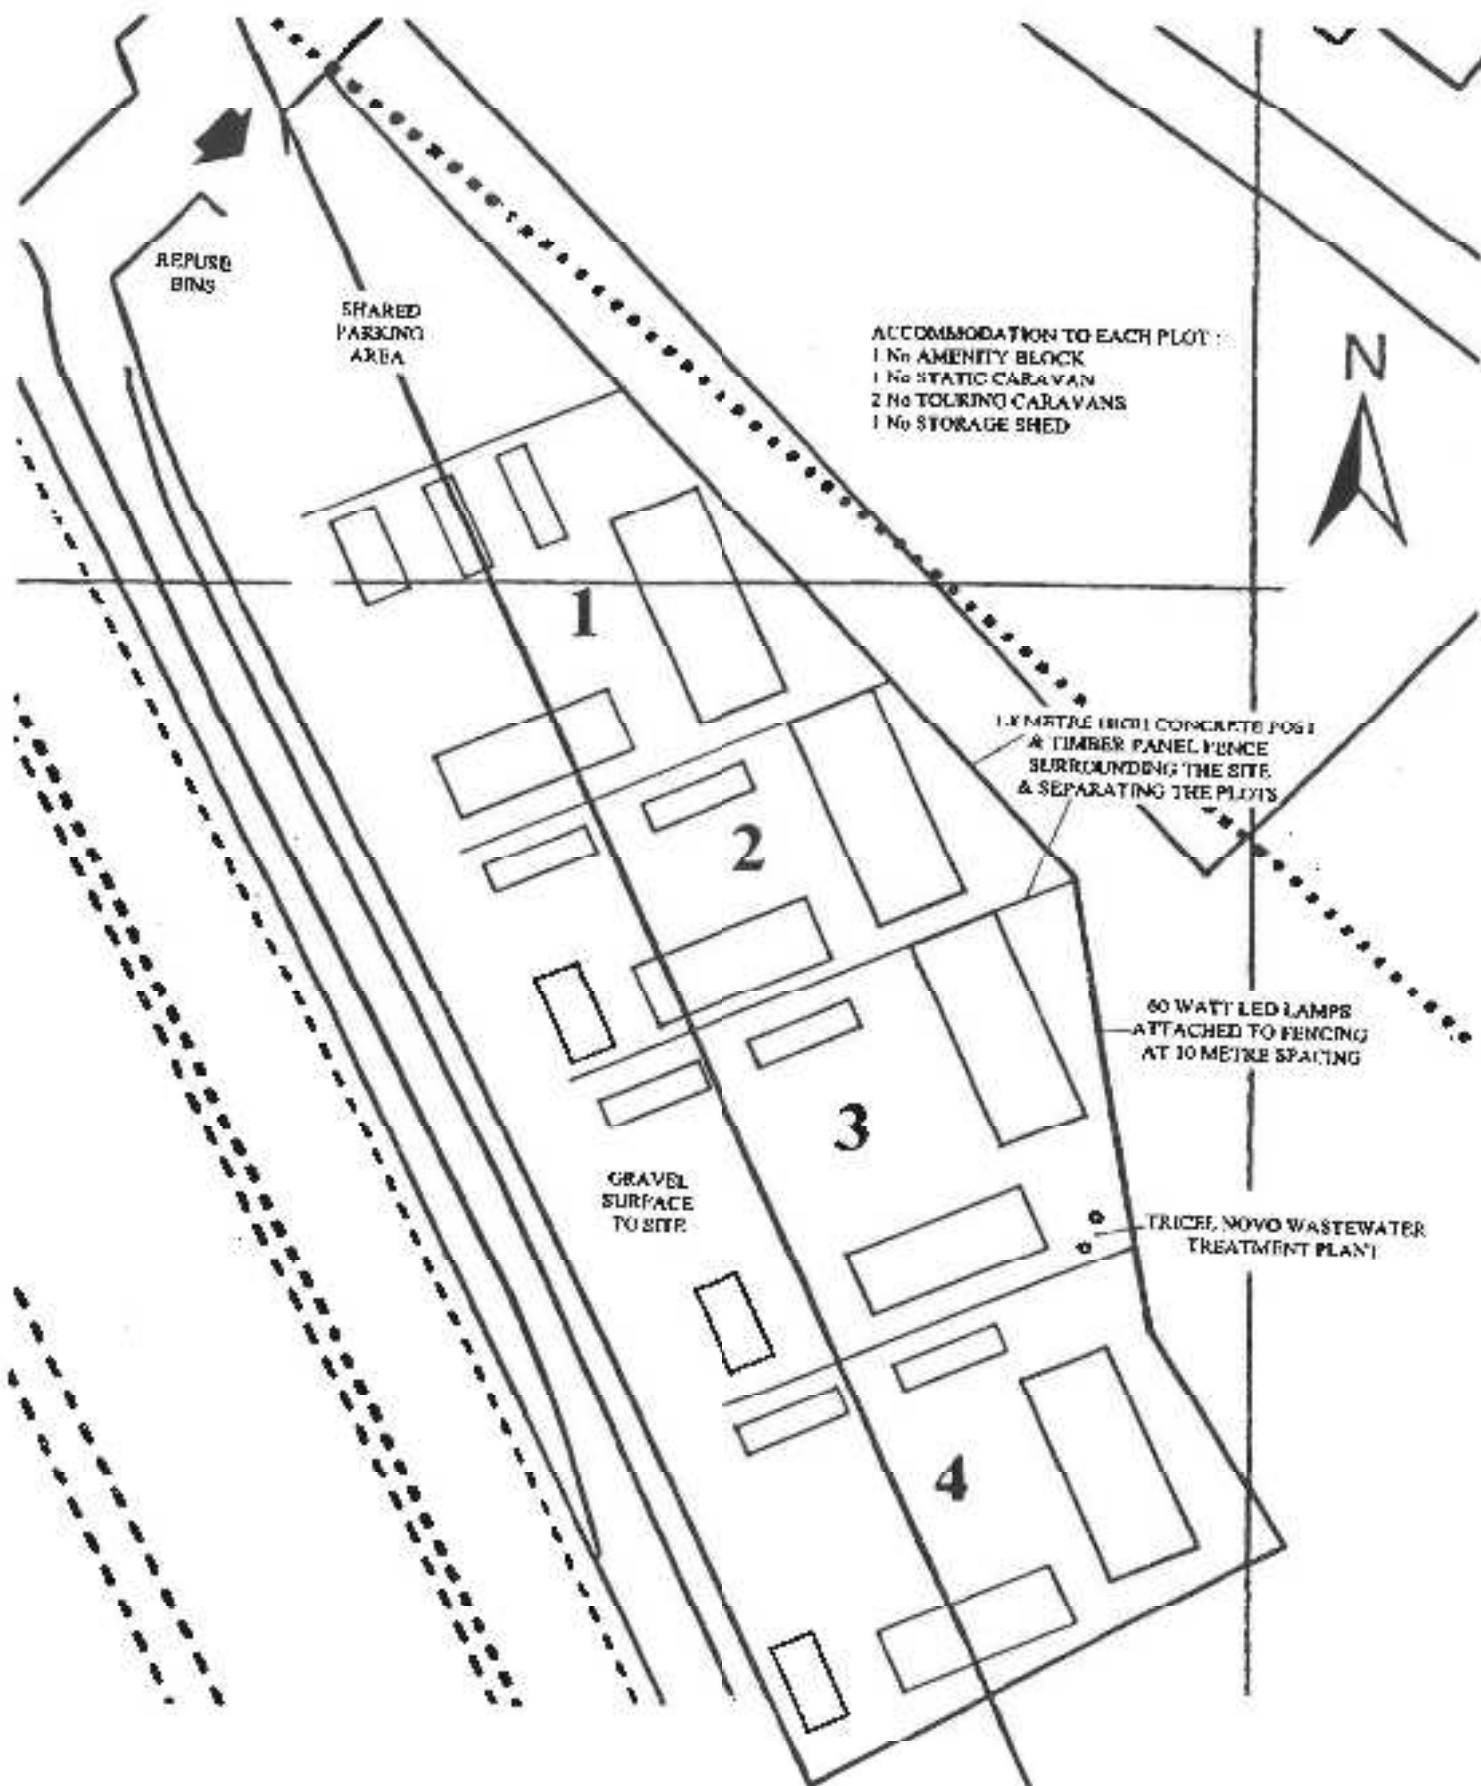 REFUSE
BINS
SHARED
PARKING
AREA
ACCOMMODATION TO EACH PLOT :
1 No AMENITY BLOCK
1 No STATIC CARAVAN
2 No TOURING CARAVANS
1 No STORAGE SHED
N
1
1.8 METRE HIGH CONCRETE POST
& TIMBER PANEL FENCE
SURROUNDING THE SITE
& SEPARATING THE PLOTS
2
60 WATT LED LAMPS
ATTACHED TO FENCING
AT 10 METRE SPACING
3
GRAVEL
SURFACE
TO SITE
TRICEL NOVO WASTEWATER
TREATMENT PLANT
4